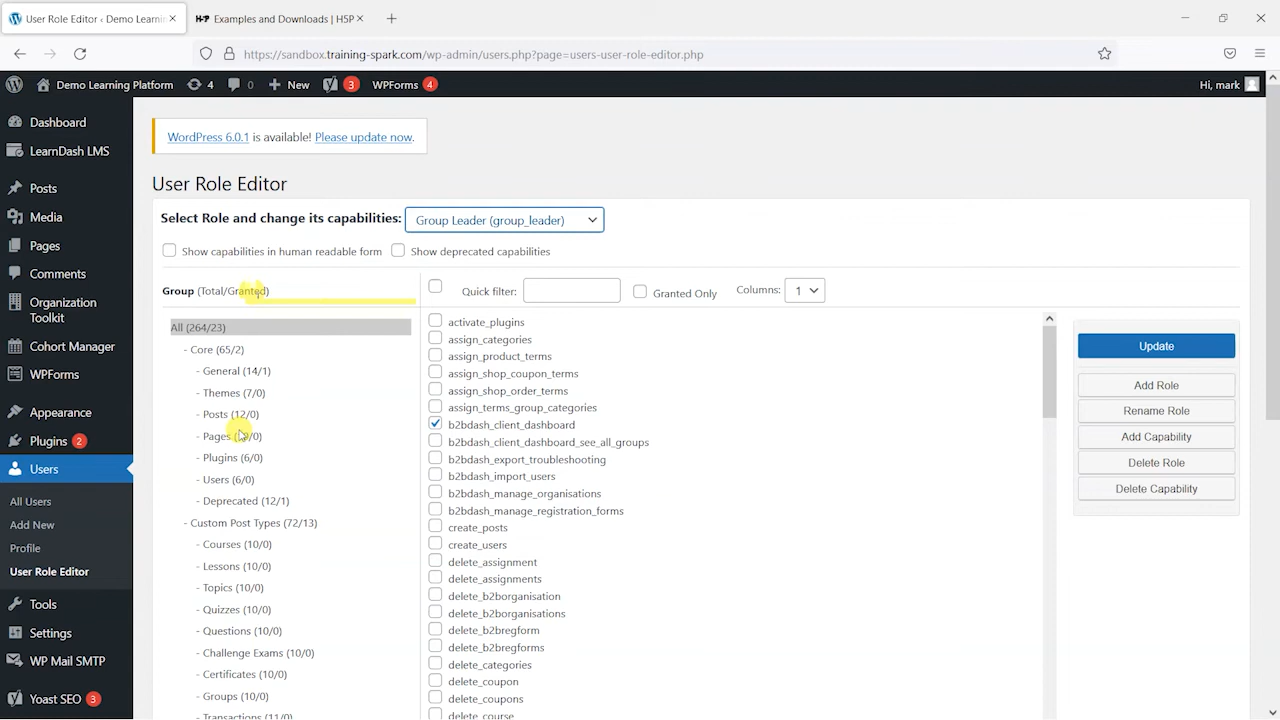 User Role Editor ‹ Demo Learnin
H5P Examples and Downloads | H5P
https://sandbox.training-spark.com/wp-admin/users.php?page=users-user-role-editor.php
Demo Learning Platform 4 0 New 3 WPForms 4 Hi, mark
Dashboard
LearnDash LMS
Posts
Media
Pages
Comments
Organization
Toolkit
Cohort Manager
WPForms
Appearance
Plugins 2
Users
All Users
Add New
Profile
User Role Editor
Tools
Settings
WP Mail SMTP
Yoast SEO 3
WordPress 6.0.1 is available! Please update now.
User Role Editor
Select Role and change its capabilities: Group Leader (group_leader)
Show capabilities in human readable form Show deprecated capabilities
Group (Total/Granted)
Quick filter: Granted Only Columns: 1
All (264/23)
- Core (65/2)
- General (14/1)
- Themes (7/0)
- Posts (12/0)
- Pages /0)
- Plugins (6/0)
- Users (6/0)
- Deprecated (12/1)
- Custom Post Types (72/13)
- Courses (10/0)
- Lessons (10/0)
- Topics (10/0)
- Quizzes (10/0)
- Questions (10/0)
- Challenge Exams (10/0)
- Certificates (10/0)
- Groups (10/0)
- Transactions (11/0)
activate_plugins
assign_categories
assign_product_terms
assign_shop_coupon_terms
assign_shop_order_terms
assign_terms_group_categories
b2bdash_client_dashboard
b2bdash_client_dashboard_see_all_groups
b2bdash_export_troubleshooting
b2bdash_import_users
b2bdash_manage_organisations
b2bdash_manage_registration_forms
create_posts
create_users
delete_assignment
delete_assignments
delete_b2borganisation
delete_b2borganisations
delete_b2bregform
delete_b2bregforms
delete_categories
delete_coupon
delete_coupons
delete_course
Update
Add Role
Rename Role
Add Capability
Delete Role
Delete Capability